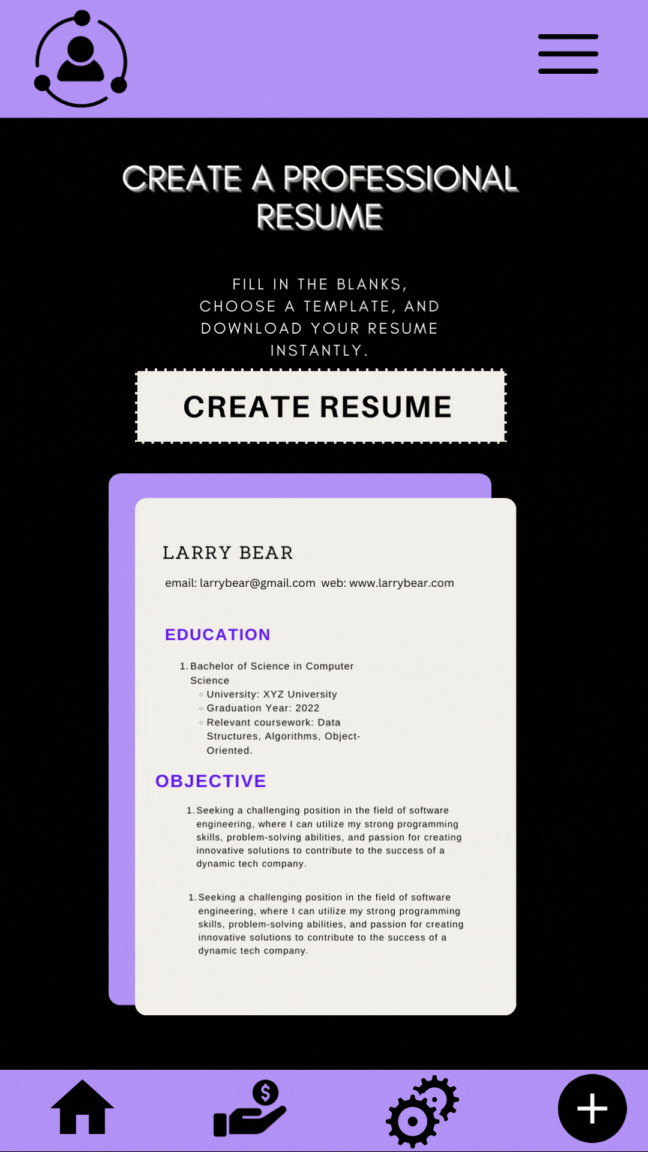 CREATE A PROFESSIONAL
RESUME
FILL IN THE BLANKS,
CHOOSE A TEMPLATE, AND
DOWNLOAD YOUR RESUME
INSTANTLY.
CREATE RESUME
LARRY BEAR
email: larrybear@gmail.com web: www.larrybear.com
EDUCATION
1. Bachelor of Science in Computer
Science
◦ University: XYZ University
◦ Graduation Year: 2022
◦ Relevant coursework: Data
Structures, Algorithms, Object-
Oriented.
OBJECTIVE
1. Seeking a challenging position in the field of software
engineering, where I can utilize my strong programming
skills, problem-solving abilities, and passion for creating
innovative solutions to contribute to the success of a
dynamic tech company.
1. Seeking a challenging position in the field of software
engineering, where I can utilize my strong programming
skills, problem-solving abilities, and passion for creating
innovative solutions to contribute to the success of a
dynamic tech company.
$